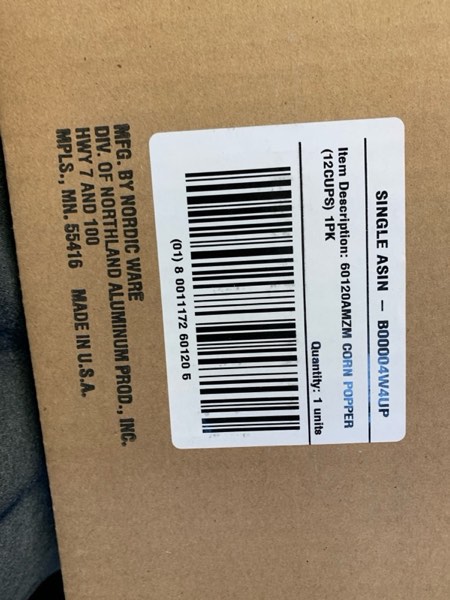 SINGLE ASIN – B00004W4UP
Item Description: 60120AMZM CORN POPPER
(12CUPS) 1PK
Quantity: 1 units
(01) 8 0011172 60120 5
MFG. BY NORDIC WARE
DIV. OF NORTHLAND ALUMINUM PROD., INC.
HWY 7 AND 100
MPLS., MN. 55416 MADE IN U.S.A.